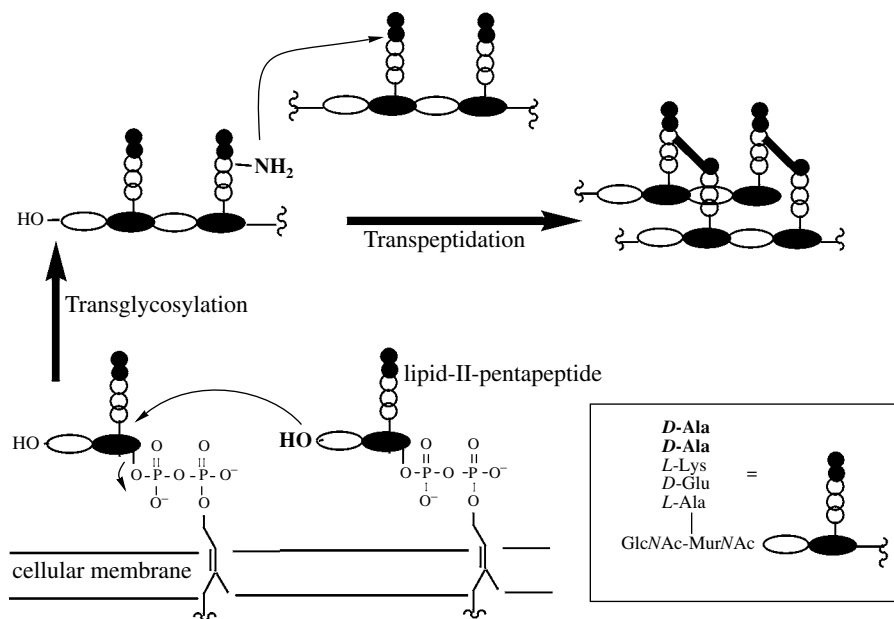 NH₂
HO
Transpeptidation
Transglycosylation
lipid-II-pentapeptide
HO
HO
O O
O–P–O–P–O⁻
O⁻ O
O O
O–P–O–P–O⁻
O⁻ O
cellular membrane
D-Ala
D-Ala
L-Lys
D-Glu
L-Ala
=
GlcNAc-MurNAc